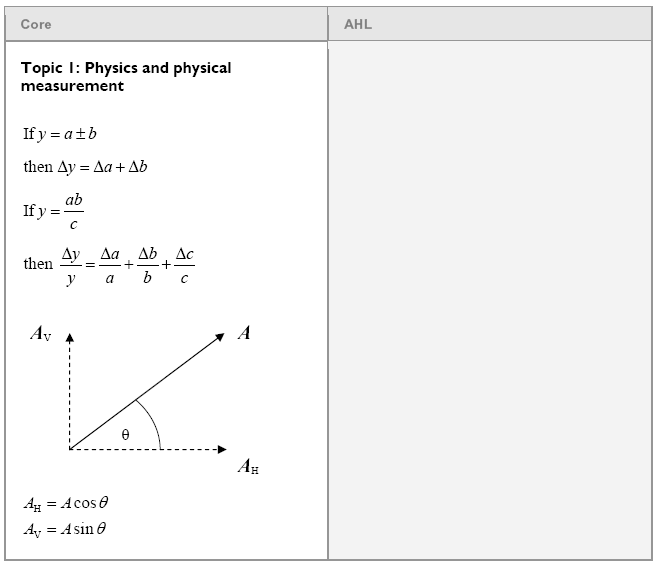 Core AHL
Topic 1: Physics and physical
measurement
If y = a ± b
then Δy = Δa + Δb
If y = ab/c
then Δy/y = Δa/a + Δb/b + Δc/c
A_V A
θ
A_H
A_H = A cos θ
A_V = A sin θ